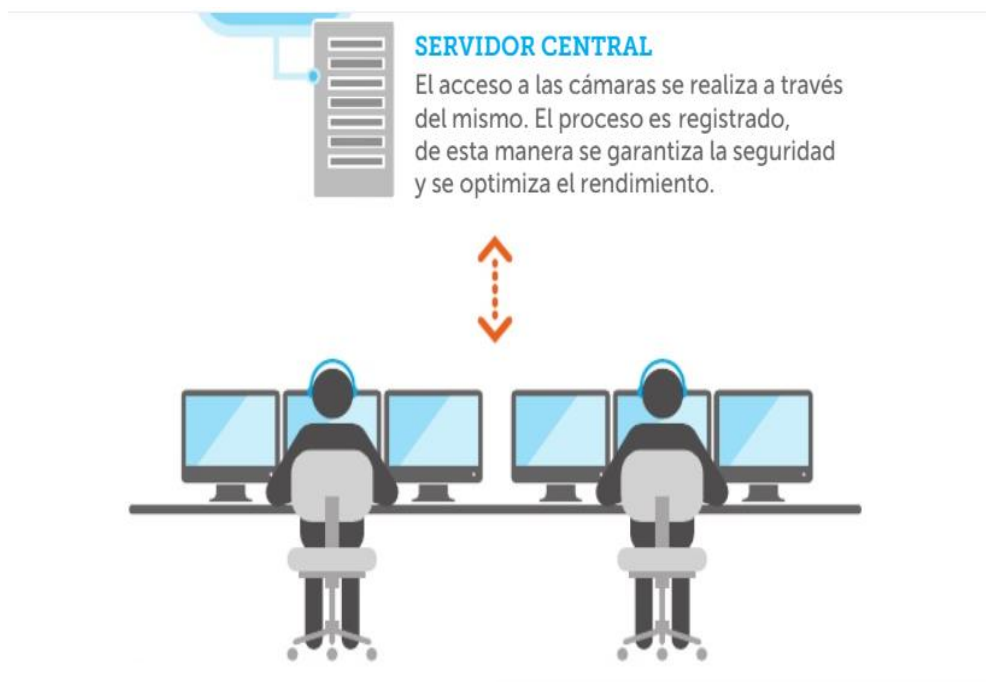 SERVIDOR CENTRAL
El acceso a las cámaras se realiza a través
del mismo. El proceso es registrado,
de esta manera se garantiza la seguridad
y se optimiza el rendimiento.